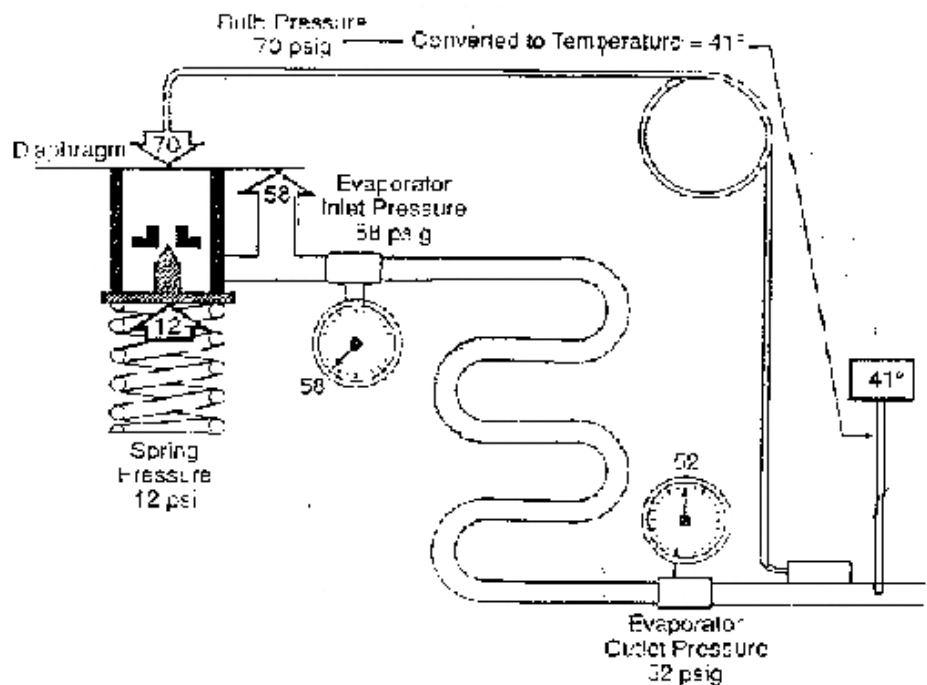 Bulb Pressure
70 psig
Converted to Temperature = 41°
70
Diaphragm
58
Evaporator
Inlet Pressure
58 psig
12
58
41°
Spring
Pressure
12 psi
52
Evaporator
Outlet Pressure
52 psig